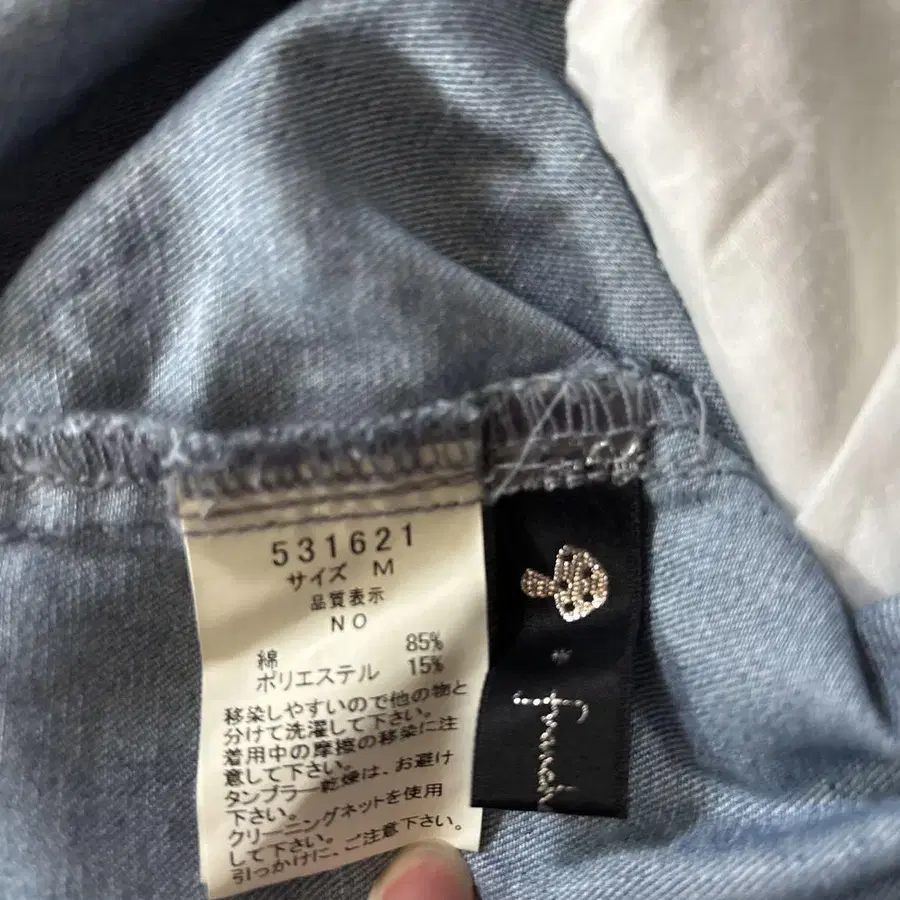 531621
サイズ M
品質表示
NO
綿 85%
ポリエステル 15%
移染しやすいので他の物と
分けて洗濯して下さい。
着用中の摩擦の移染に注
意して下さい。
タンブラー乾燥は、お避け
下さい。
クリーニングネットを使用
して下さい。
引っかけに、ご注意下さい。